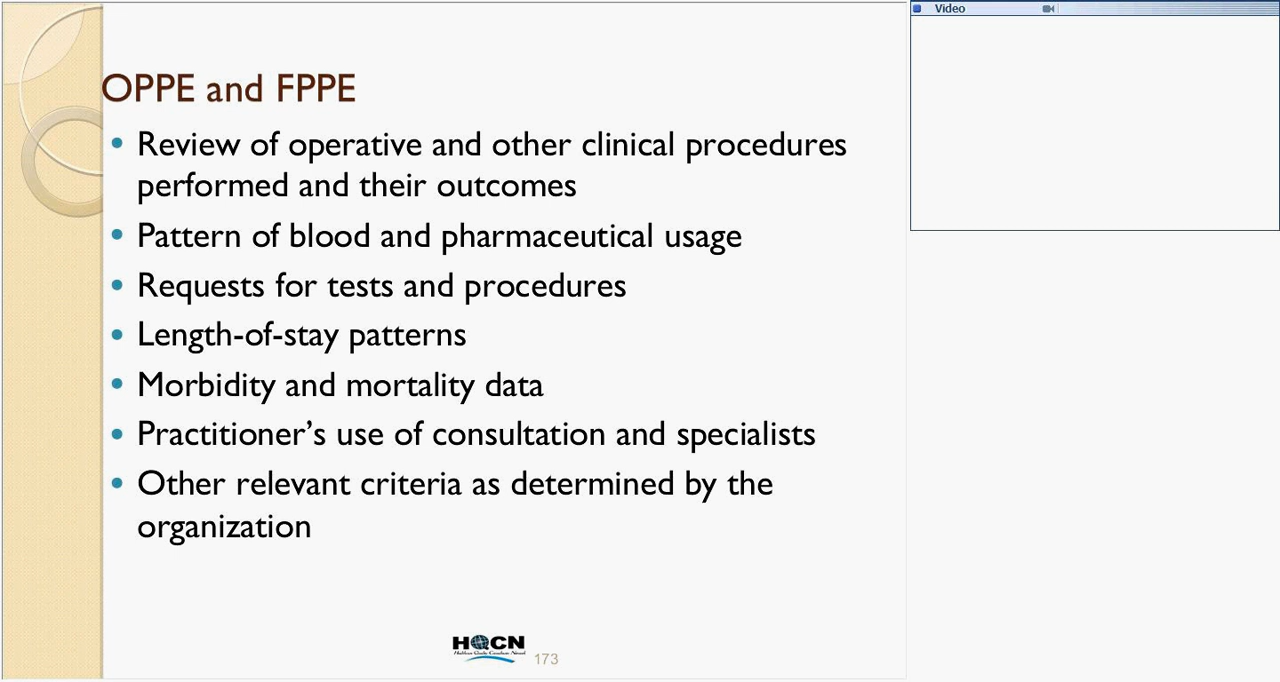 Video
OPPE and FPPE
• Review of operative and other clinical procedures
performed and their outcomes
• Pattern of blood and pharmaceutical usage
• Requests for tests and procedures
• Length-of-stay patterns
• Morbidity and mortality data
• Practitioner’s use of consultation and specialists
• Other relevant criteria as determined by the
organization
HQCN
173